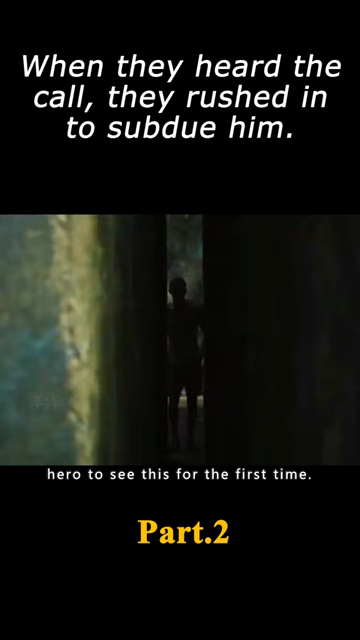 When they heard the
call, they rushed in
to subdue him.
hero to see this for the first time.
Part.2